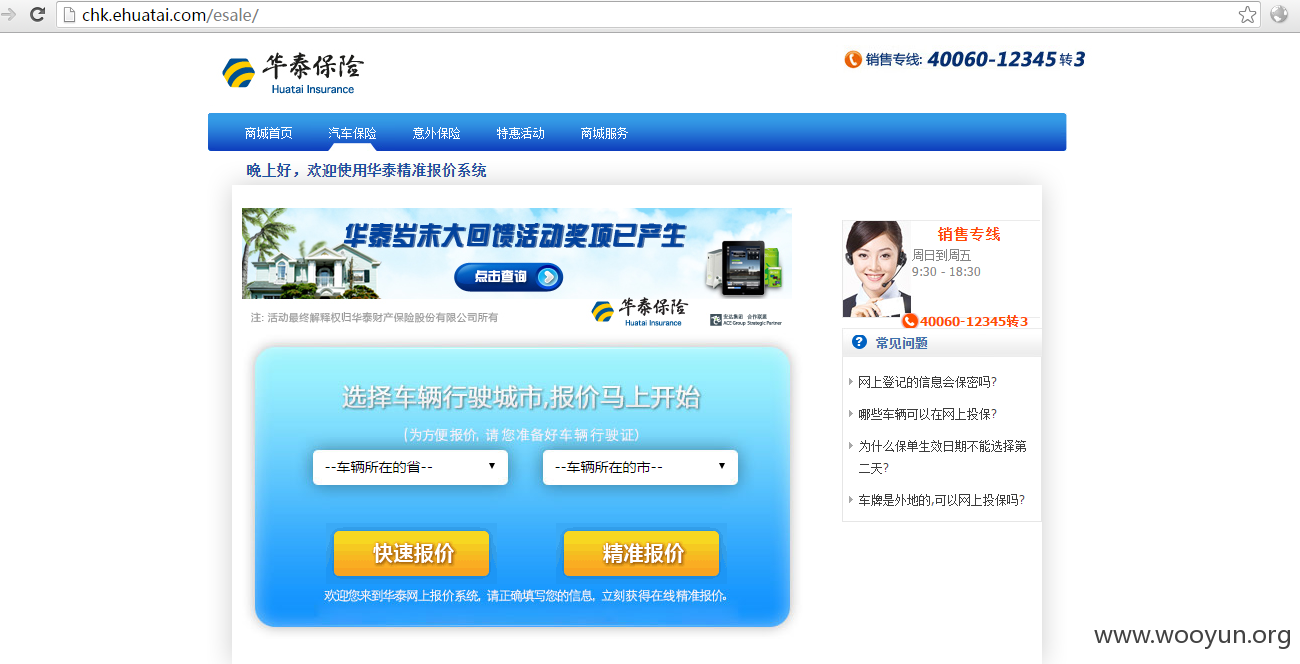 chk.ehuatai.com/esale/
华泰保险
Huatai Insurance
销售专线: 40060-12345转3
商城首页 汽车保险 意外保险 特惠活动 商城服务
晚上好，欢迎使用华泰精准报价系统
华泰岁末大回馈活动奖项已产生
点击查询
注: 活动最终解释权归华泰财产保险股份有限公司所有
华泰保险
Huatai Insurance
ACE Group Strategic Partner
选择车辆行驶城市,报价马上开始
(为方便报价, 请您准备好车辆行驶证)
--车辆所在的省-- --车辆所在的市--
快速报价 精准报价
欢迎您来到华泰网上报价系统, 请正确填写您的信息, 立刻获得在线精准报价。
销售专线
周日到周五
9:30 - 18:30
40060-12345转3
常见问题
网上登记的信息会保密吗?
哪些车辆可以在网上投保?
为什么保单生效日期不能选择第
二天?
车牌是外地的,可以网上投保吗?
www.wooyun.org